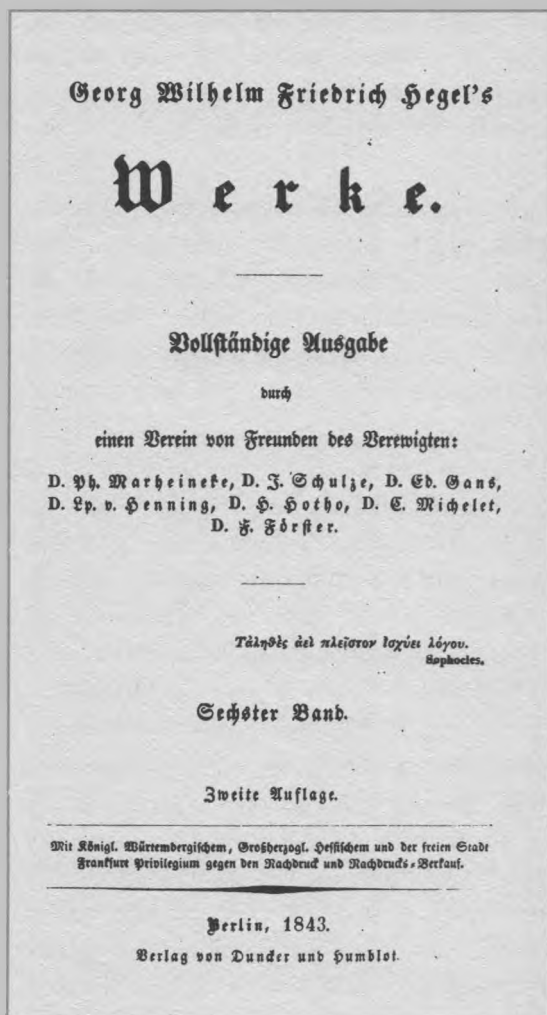 Georg Wilhelm Friedrich Hegel's
Werke.
Vollständige Ausgabe
durch
einen Verein von Freunden des Verewigten:
D. Ph. Marheineke, D. J. Schulze, D. Ed. Gans,
D. Lp. v. Henning, D. H. Hotho, D. C. Michelet,
D. F. Förster.
Τἀληθὲς ἀεὶ πλεῖστον ἰσχύει λόγου.
Sophocles.
Sechster Band.
Zweite Auflage.
Mit Königl. Würtembergischem, Großherzogl. Hessischem und der freien Stadt
Frankfurt Privilegium gegen den Nachdruck und Nachdrucks-Verkauf.
Berlin, 1843.
Verlag von Duncker und Humblot.